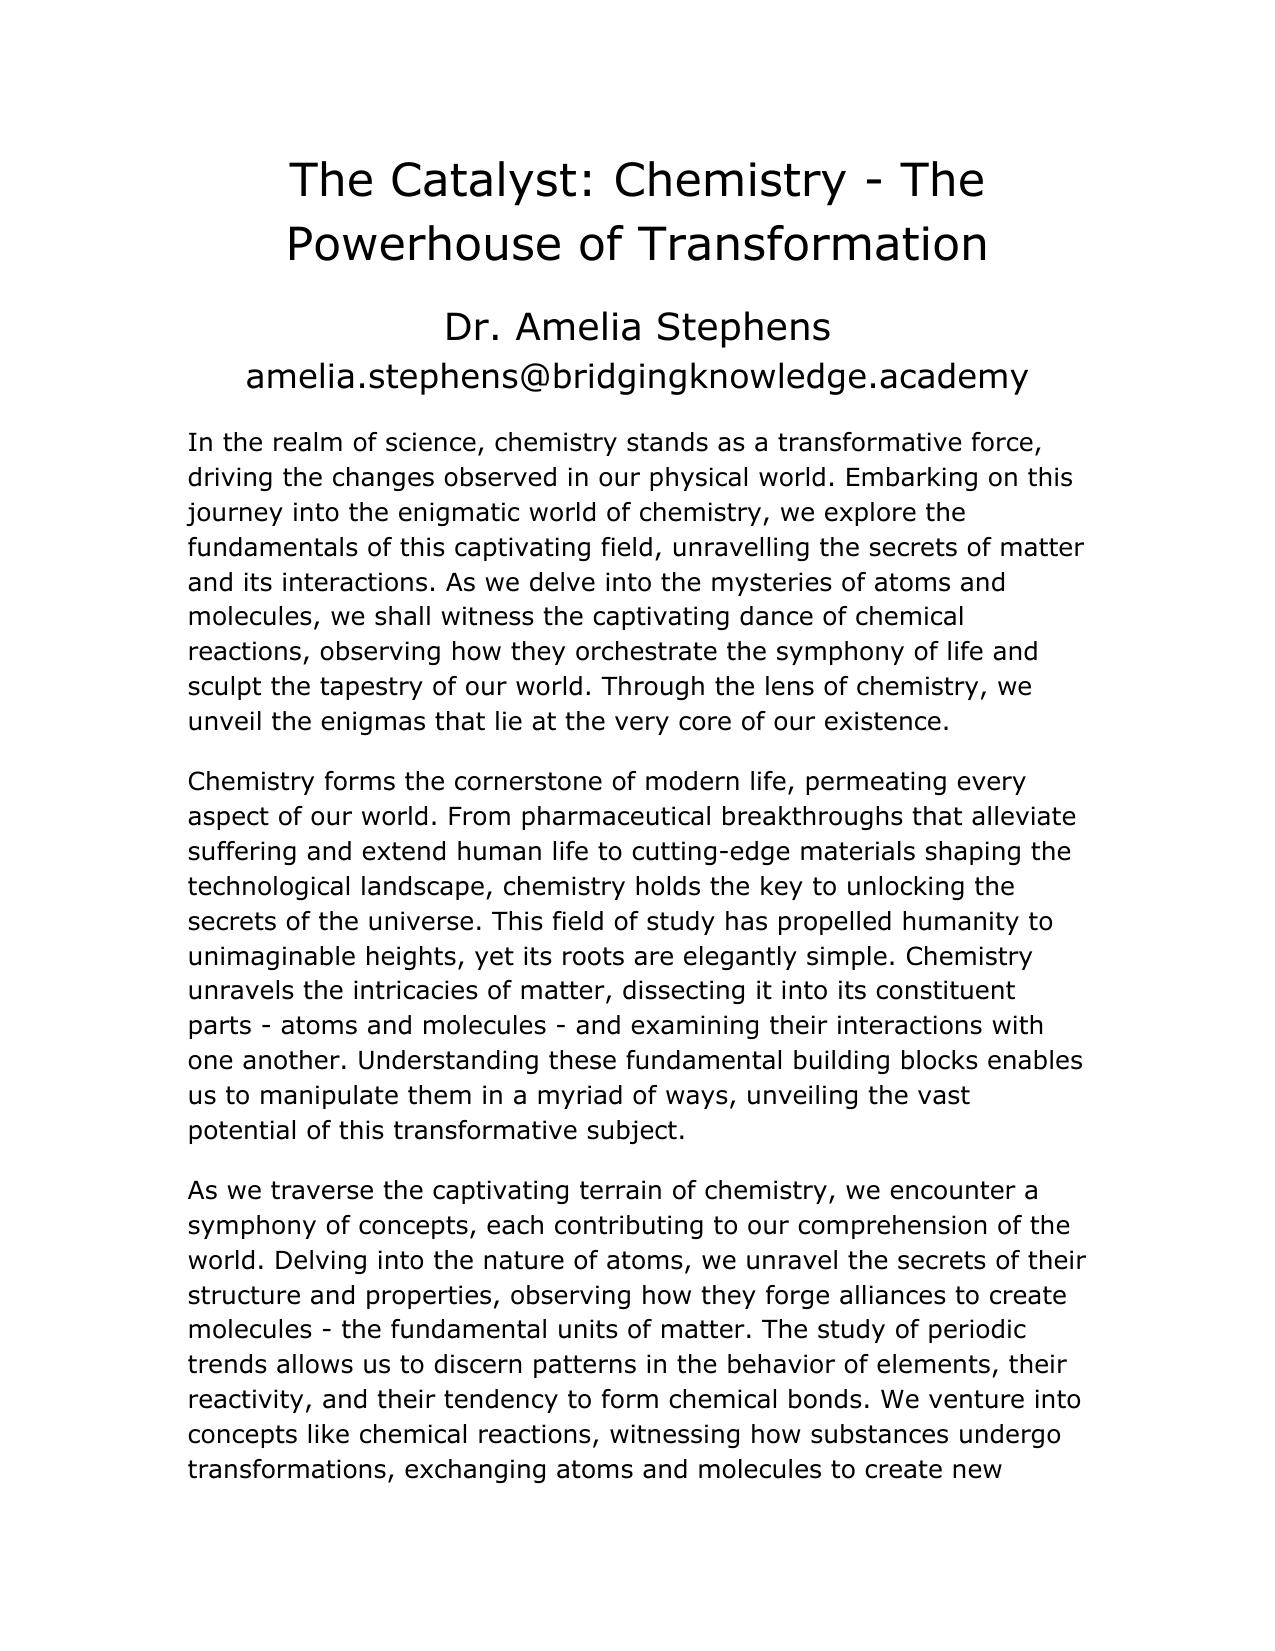 The Catalyst: Chemistry - The
Powerhouse of Transformation
Dr. Amelia Stephens
amelia.stephens@bridgingknowledge.academy
In the realm of science, chemistry stands as a transformative force,
driving the changes observed in our physical world. Embarking on this
journey into the enigmatic world of chemistry, we explore the
fundamentals of this captivating field, unravelling the secrets of matter
and its interactions. As we delve into the mysteries of atoms and
molecules, we shall witness the captivating dance of chemical
reactions, observing how they orchestrate the symphony of life and
sculpt the tapestry of our world. Through the lens of chemistry, we
unveil the enigmas that lie at the very core of our existence.
Chemistry forms the cornerstone of modern life, permeating every
aspect of our world. From pharmaceutical breakthroughs that alleviate
suffering and extend human life to cutting-edge materials shaping the
technological landscape, chemistry holds the key to unlocking the
secrets of the universe. This field of study has propelled humanity to
unimaginable heights, yet its roots are elegantly simple. Chemistry
unravels the intricacies of matter, dissecting it into its constituent
parts - atoms and molecules - and examining their interactions with
one another. Understanding these fundamental building blocks enables
us to manipulate them in a myriad of ways, unveiling the vast
potential of this transformative subject.
As we traverse the captivating terrain of chemistry, we encounter a
symphony of concepts, each contributing to our comprehension of the
world. Delving into the nature of atoms, we unravel the secrets of their
structure and properties, observing how they forge alliances to create
molecules - the fundamental units of matter. The study of periodic
trends allows us to discern patterns in the behavior of elements, their
reactivity, and their tendency to form chemical bonds. We venture into
concepts like chemical reactions, witnessing how substances undergo
transformations, exchanging atoms and molecules to create new